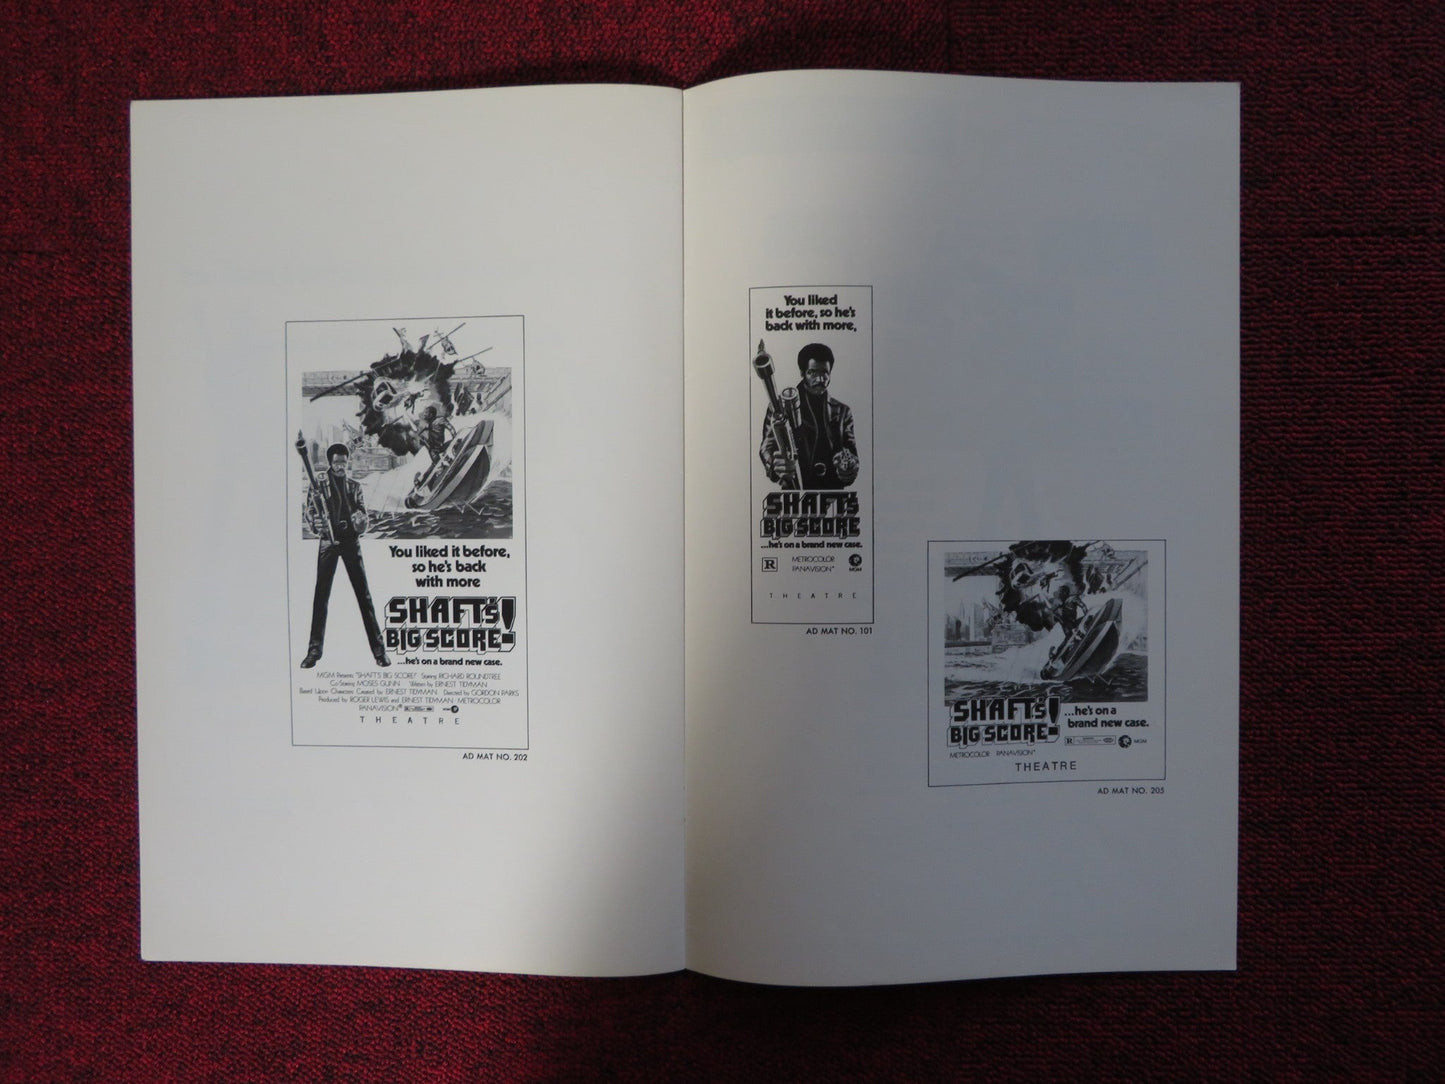 You liked it before,
so he's back
with more
SHAFT'S
BIG SCORE!
...he's on a brand new case.
MGM Presents "SHAFT'S BIG SCORE!" Starring RICHARD ROUNDTREE
Co-Starring MOSES GUNN Written by ERNEST TIDYMAN
Based Upon Characters Created by ERNEST TIDYMAN Directed by GORDON PARKS
Produced by ROGER LEWIS and ERNEST TIDYMAN · METROCOLOR
PANAVISION®
THEATRE
AD MAT NO. 202
You liked
it before, so he's
back with more,
SHAFT'S
BIG SCORE
...he's on a brand new case.
R METROCOLOR
PANAVISION® MGM
THEATRE
AD MAT NO. 101
SHAFT'S
BIG SCORE!
...he's on a
brand new case.
R MGM
METROCOLOR PANAVISION®
THEATRE
AD MAT NO. 205